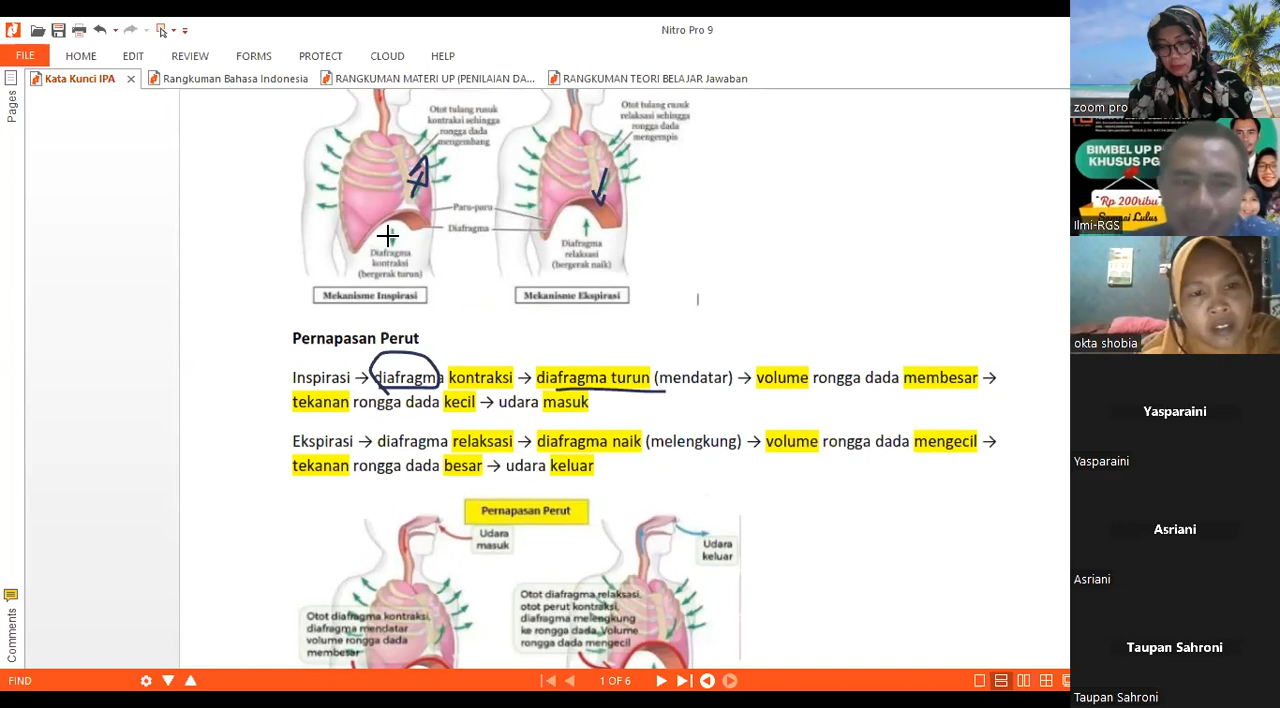 Nitro Pro 9
FILE HOME EDIT REVIEW FORMS PROTECT CLOUD HELP
Kata Kunci IPA Rangkuman Bahasa Indonesia RANGKUMAN MATERI UP (PENILAIAN DA... RANGKUMAN TEORI BELAJAR Jawaban
Pages
Otot tulang rusuk
kontraksi sehingga
rongga dada
mengembang
Otot tulang rusuk
relaksasi sehingga
rongga dada
mengempis
Paru-paru
Diafragma
Diafragma
kontraksi
(bergerak turun)
Diafragma
relaksasi
(bergerak naik)
Mekanisme Inspirasi
Mekanisme Ekspirasi
Pernapasan Perut
Inspirasi → diafragma kontraksi → diafragma turun (mendatar) → volume rongga dada membesar →
tekanan rongga dada kecil → udara masuk
Ekspirasi → diafragma relaksasi → diafragma naik (melengkung) → volume rongga dada mengecil →
tekanan rongga dada besar → udara keluar
Pernapasan Perut
Udara
masuk
Udara
keluar
Otot diafragma kontraksi,
diafragma mendatar
volume rongga dada
membesar
Otot diafragma relaksasi,
otot perut kontraksi,
diafragma melengkung
ke rongga dada. Volume
rongga dada mengecil
Comments
FIND
1 OF 6
zoom pro
BIMBEL UP P
KHUSUS PG
Rp 200ribu
Sampai Lulus
Ilmi-RGS
okta shobia
Yasparaini
Yasparaini
Asriani
Asriani
Taupan Sahroni
Taupan Sahroni